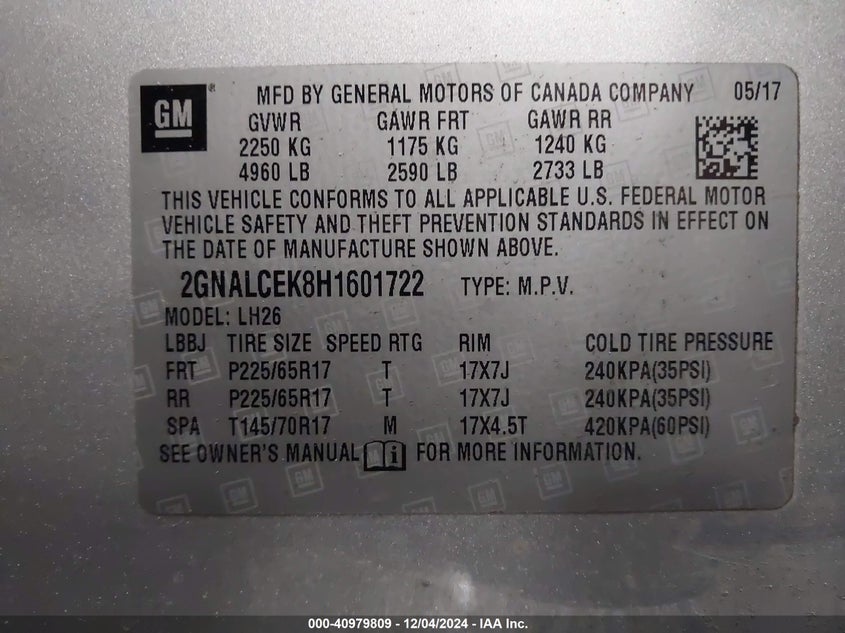 GM ® MFD BY GENERAL MOTORS OF CANADA COMPANY 05/17
GVWR GAWR FRT GAWR RR
2250 KG 1175 KG 1240 KG
4960 LB 2590 LB 2733 LB
THIS VEHICLE CONFORMS TO ALL APPLICABLE U.S. FEDERAL MOTOR
VEHICLE SAFETY AND THEFT PREVENTION STANDARDS IN EFFECT ON
THE DATE OF MANUFACTURE SHOWN ABOVE.
2GNALCEK8H1601722 TYPE: M.P.V.
MODEL: LH26
LBBJ TIRE SIZE SPEED RTG RIM COLD TIRE PRESSURE
FRT P225/65R17 T 17X7J 240KPA(35PSI)
RR P225/65R17 T 17X7J 240KPA(35PSI)
SPA T145/70R17 M 17X4.5T 420KPA(60PSI)
SEE OWNER'S MANUAL i FOR MORE INFORMATION.
000-40979809 - 12/04/2024 - IAA Inc.